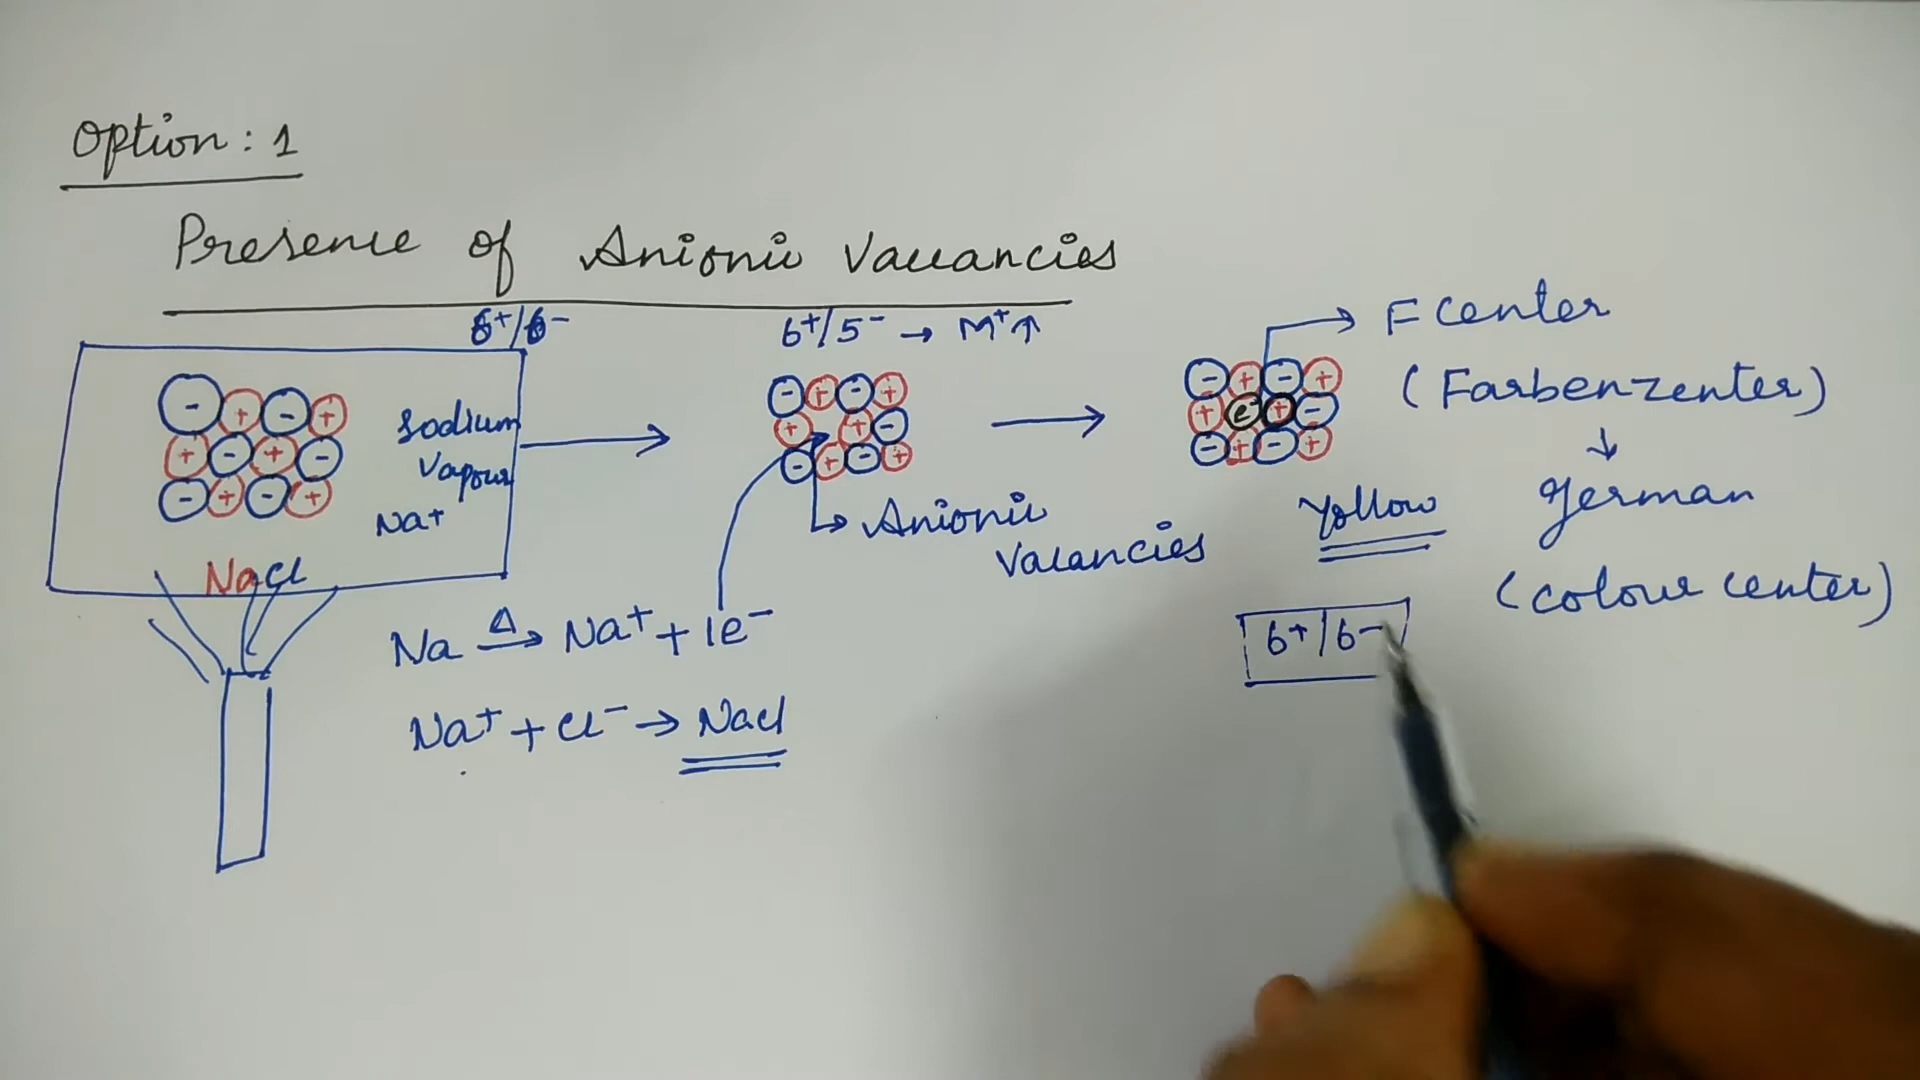 Option : 1
Presence of Anionic Vacancies
6+/6-
6+/5- → M+↑
- + - +
+ - + -
- + - +
Sodium
Vapour
Na+
NaCl
- + - +
+ + -
- + - +
Anionic
Vacancies
- + - +
+ e- + -
- + - +
F Center
(Farbenzenter)
↓
German
(Colour Center)
Yellow
6+/6-
Na Δ→ Na+ + 1e-
Na+ + Cl- → NaCl